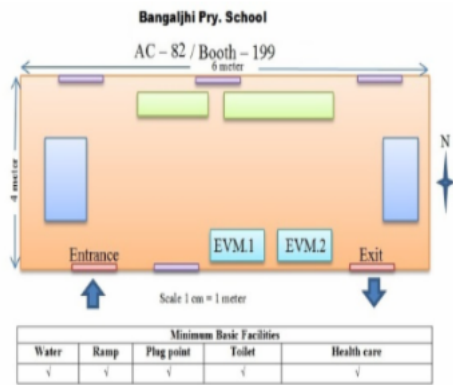 Bangaljhi Pry. School
AC – 82 / Booth – 199
6 meter
4 meter
N
EVM.1 EVM.2
Entrance Exit
Scale 1 cm = 1 meter
Minimum Basic Facilities
Water Ramp Plug point Toilet Health care
√ √ √ √ √